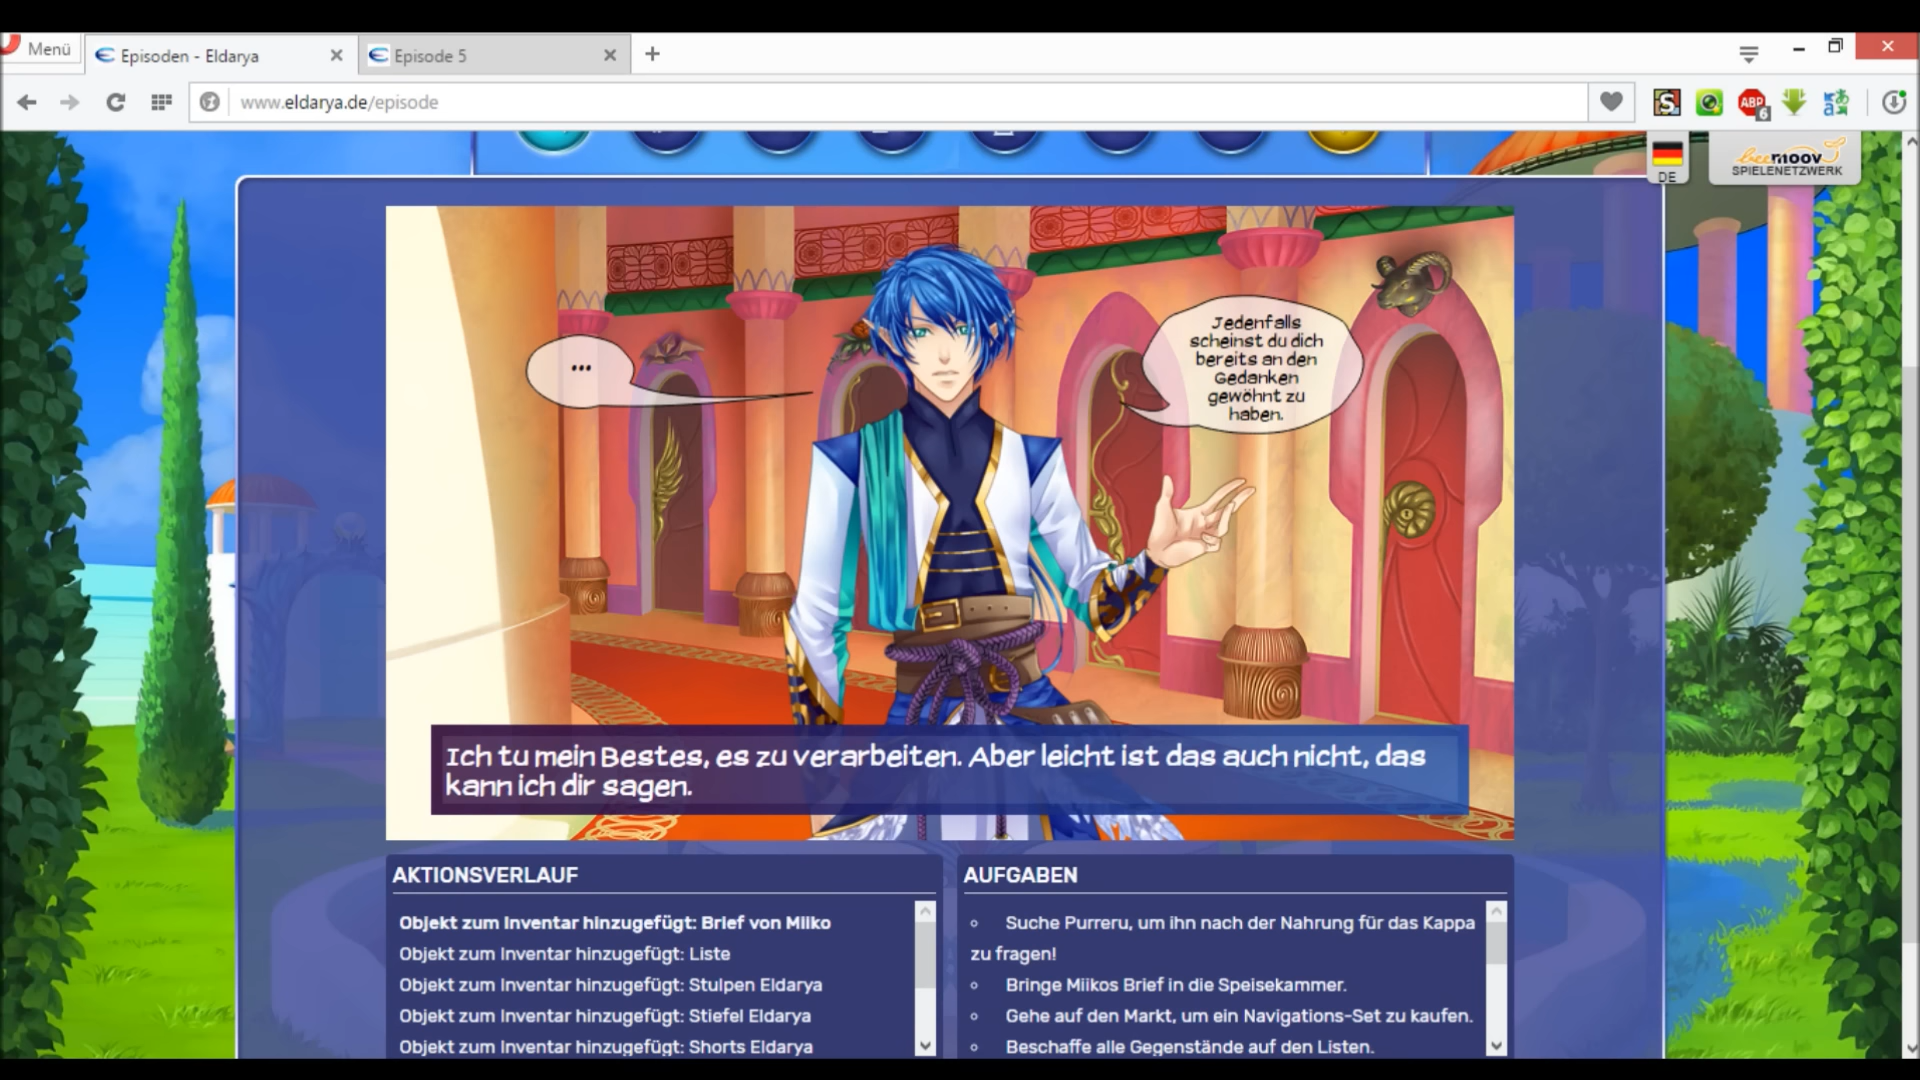 Menü
Episoden - Eldarya
Episode 5
www.eldarya.de/episode
S
ABP
6
DE
beemoov
SPIELENETZWERK
...
Jedenfalls
scheinst du dich
bereits an den
Gedanken
gewöhnt zu
haben.
Ich tu mein Bestes, es zu verarbeiten. Aber leicht ist das auch nicht, das
kann ich dir sagen.
AKTIONSVERLAUF
Objekt zum Inventar hinzugefügt: Brief von Miiko
Objekt zum Inventar hinzugefügt: Liste
Objekt zum Inventar hinzugefügt: Stulpen Eldarya
Objekt zum Inventar hinzugefügt: Stiefel Eldarya
Objekt zum Inventar hinzugefügt: Shorts Eldarya
AUFGABEN
Suche Purreru, um ihn nach der Nahrung für das Kappa
zu fragen!
Bringe Miikos Brief in die Speisekammer.
Gehe auf den Markt, um ein Navigations-Set zu kaufen.
Beschaffe alle Gegenstände auf den Listen.